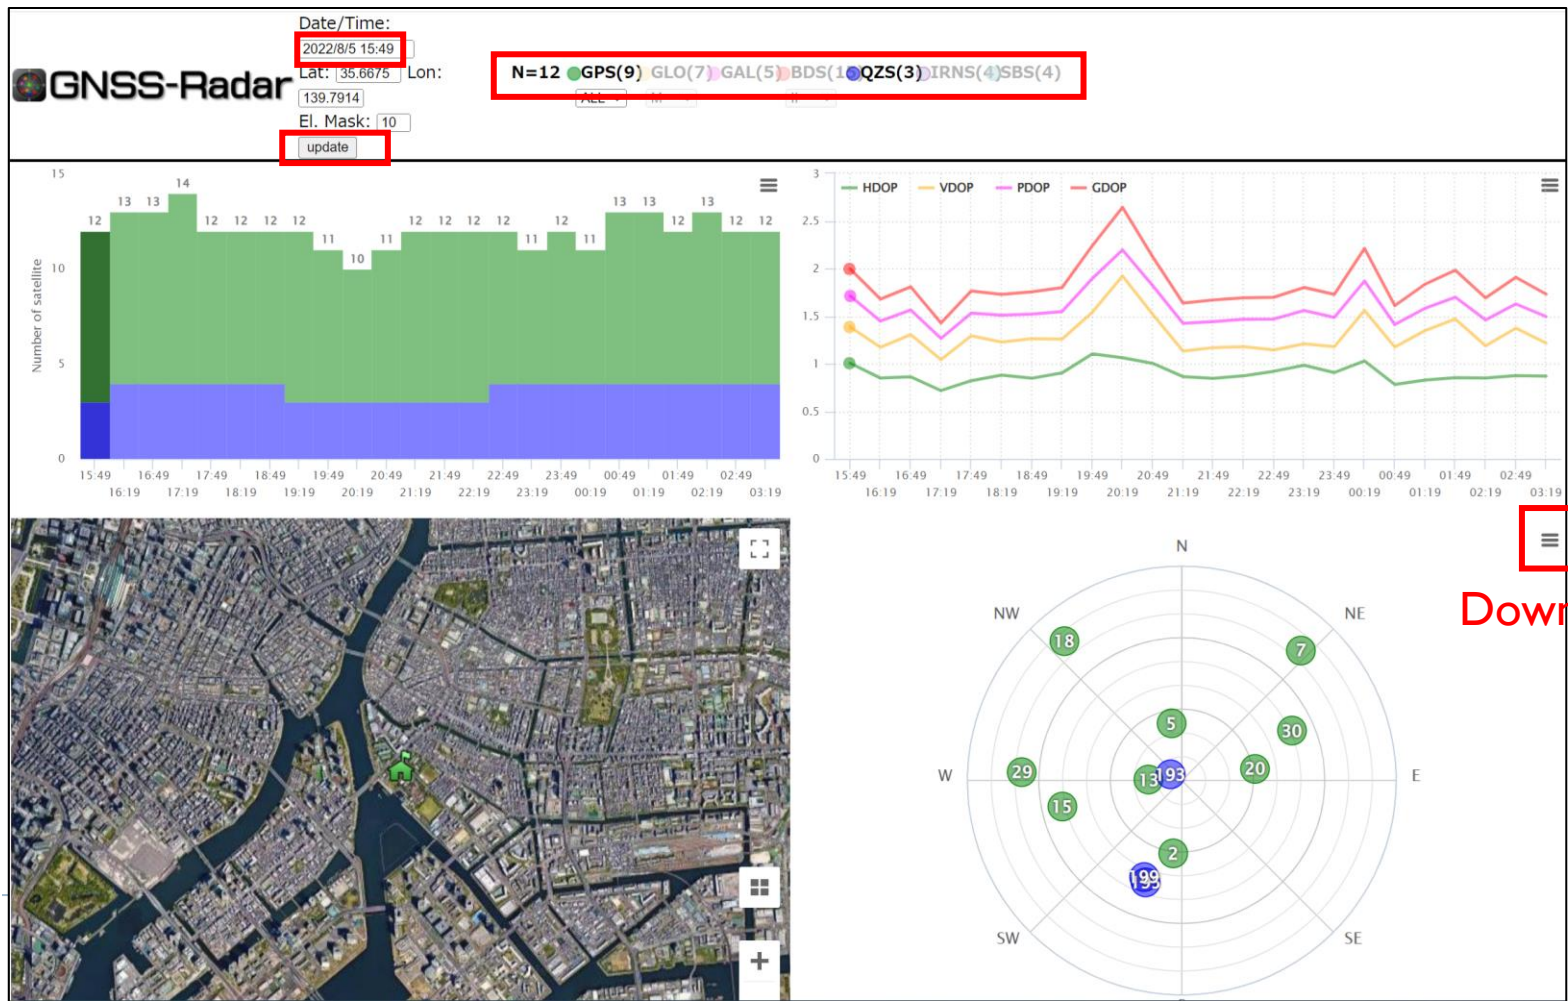 Date/Time:
2022/8/5 15:49
GNSS-Radar
Lat: 35.6675 Lon:
139.7914
El. Mask: 10
update
N=12 GPS(9) GLO(7) GAL(5) BDS(1 QZS(3) IRNS(4) SBS(4)
ALL
15
10
5
0
Number of satellite
12 13 13 14 12 12 12 12 11 10 11 12 12 12 12 11 12 11 13 13 12 13 12 12
15:49 16:49 17:49 18:49 19:49 20:49 21:49 22:49 23:49 00:49 01:49 02:49
16:19 17:19 18:19 19:19 20:19 21:19 22:19 23:19 00:19 01:19 02:19 03:19
HDOP VDOP PDOP GDOP
3
2.5
2
1.5
1
0.5
0
15:49 16:49 17:49 18:49 19:49 20:49 21:49 22:49 23:49 00:49 01:49 02:49
16:19 17:19 18:19 19:19 20:19 21:19 22:19 23:19 00:19 01:19 02:19 03:19
Down
N
NW
NE
18
7
5
30
W
29
13
193
20
E
15
2
199
SW
SE